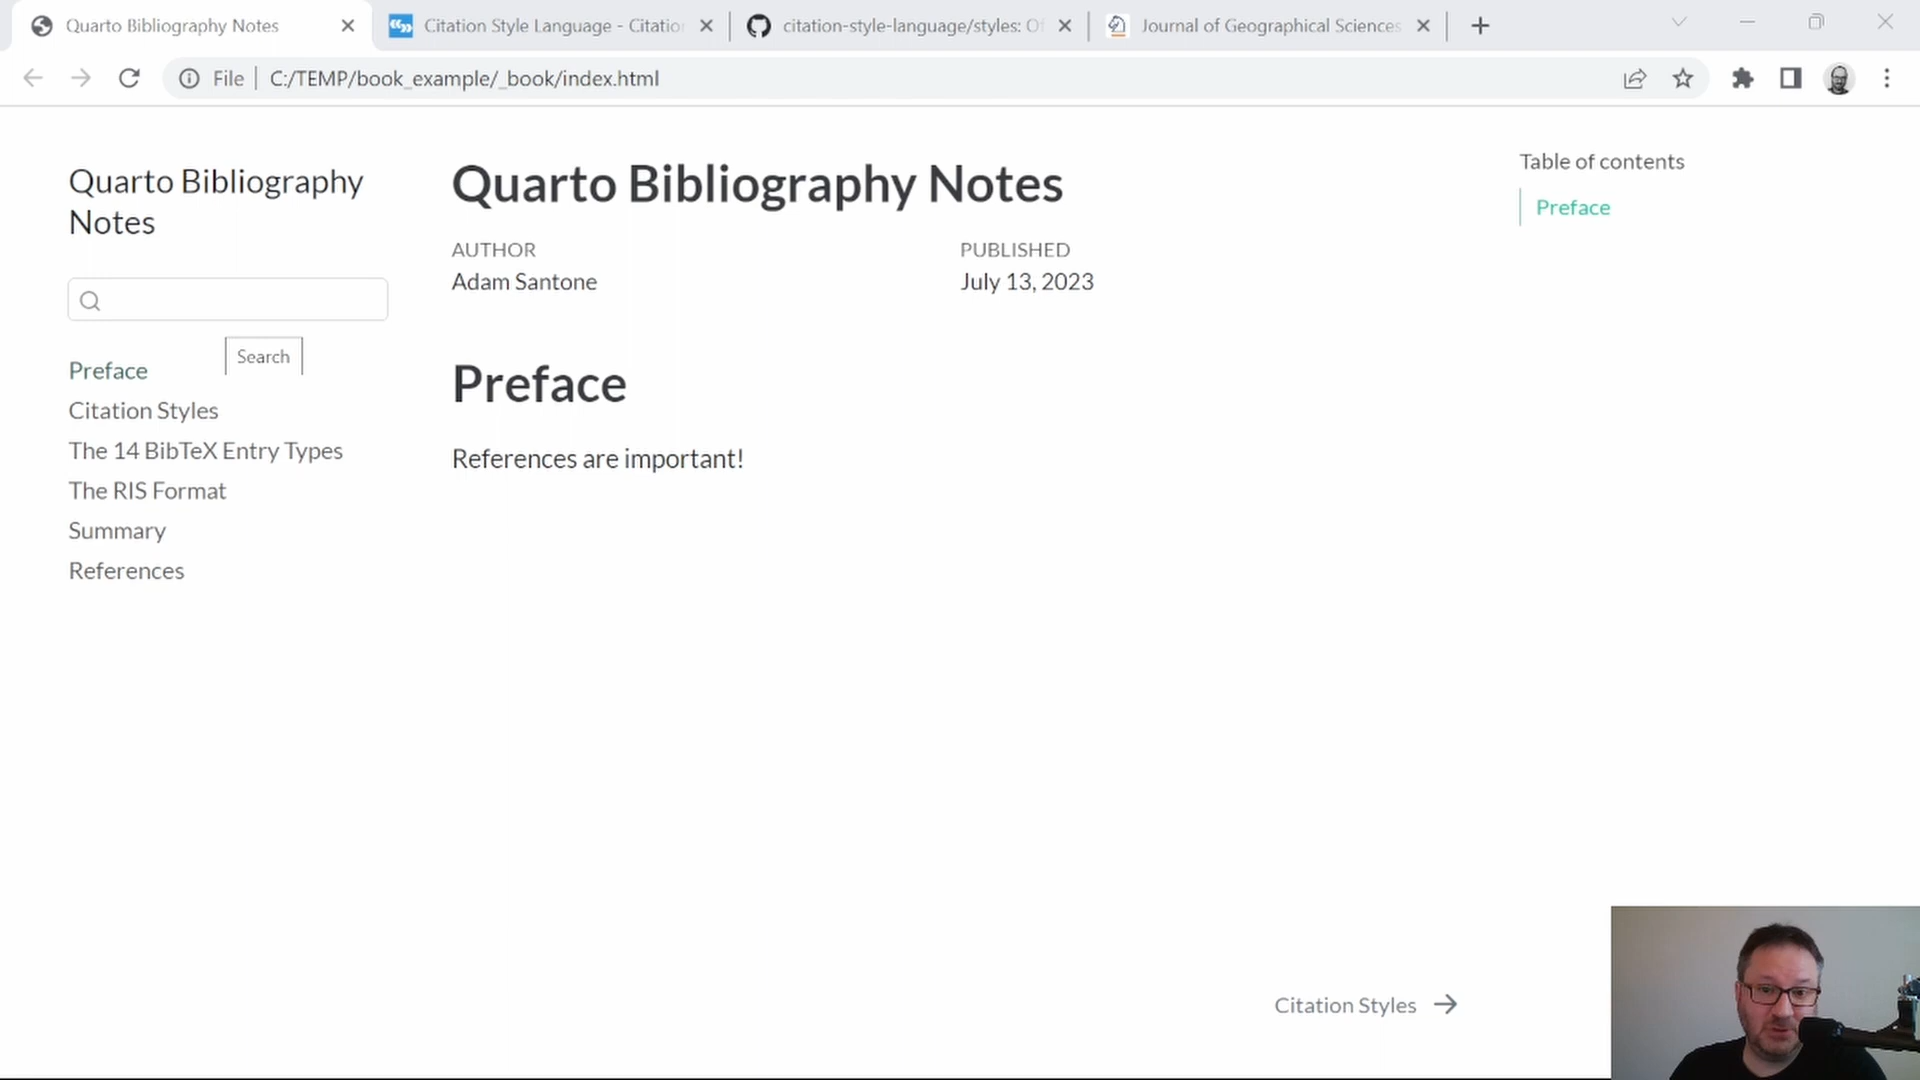 Quarto Bibliography Notes
Citation Style Language - Citation
citation-style-language/styles: Of
Journal of Geographical Sciences
File
C:/TEMP/book_example/_book/index.html
Quarto Bibliography
Notes
Search
Preface
Citation Styles
The 14 BibTeX Entry Types
The RIS Format
Summary
References
Quarto Bibliography Notes
AUTHOR
Adam Santone
PUBLISHED
July 13, 2023
Preface
References are important!
Citation Styles
Table of contents
Preface